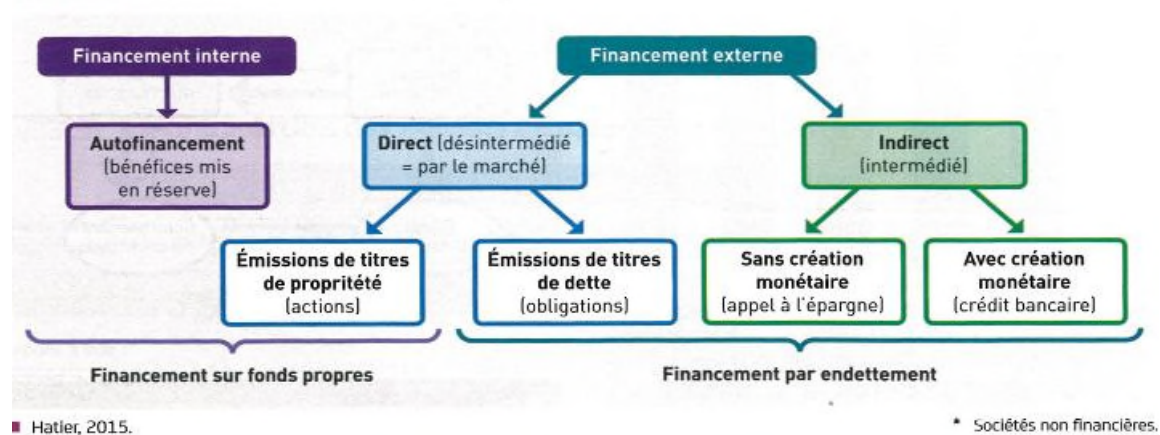 Financement interne
Financement externe
Autofinancement
(bénéfices mis
en réserve)
Direct (désintermédié
= par le marché)
Indirect
(intermédié)
Émissions de titres
de propriété
(actions)
Émissions de titres
de dette
(obligations)
Sans création
monétaire
(appel à l'épargne)
Avec création
monétaire
(crédit bancaire)
Financement sur fonds propres
Financement par endettement
Hatier, 2015.
* Sociétés non financières.